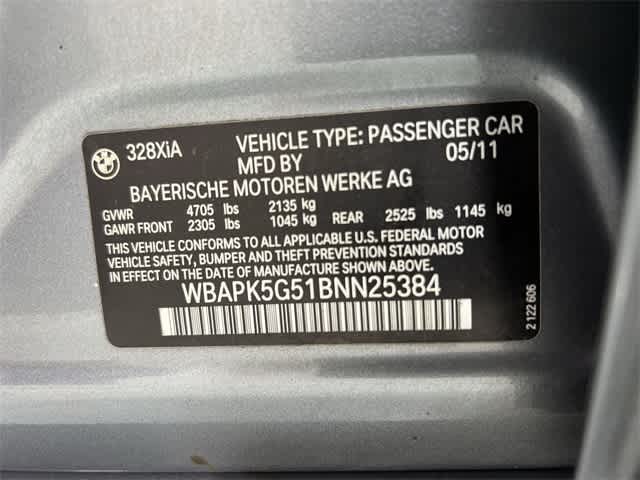 BMW
328XiA VEHICLE TYPE: PASSENGER CAR
MFD BY 05/11
BAYERISCHE MOTOREN WERKE AG
GVWR 4705 lbs 2135 kg
GAWR FRONT 2305 lbs 1045 kg REAR 2525 lbs 1145 kg
THIS VEHICLE CONFORMS TO ALL APPLICABLE U.S. FEDERAL MOTOR
VEHICLE SAFETY, BUMPER AND THEFT PREVENTION STANDARDS
IN EFFECT ON THE DATE OF MANUFACTURE SHOWN ABOVE.
WBAPK5G51BNN25384
2 122 606